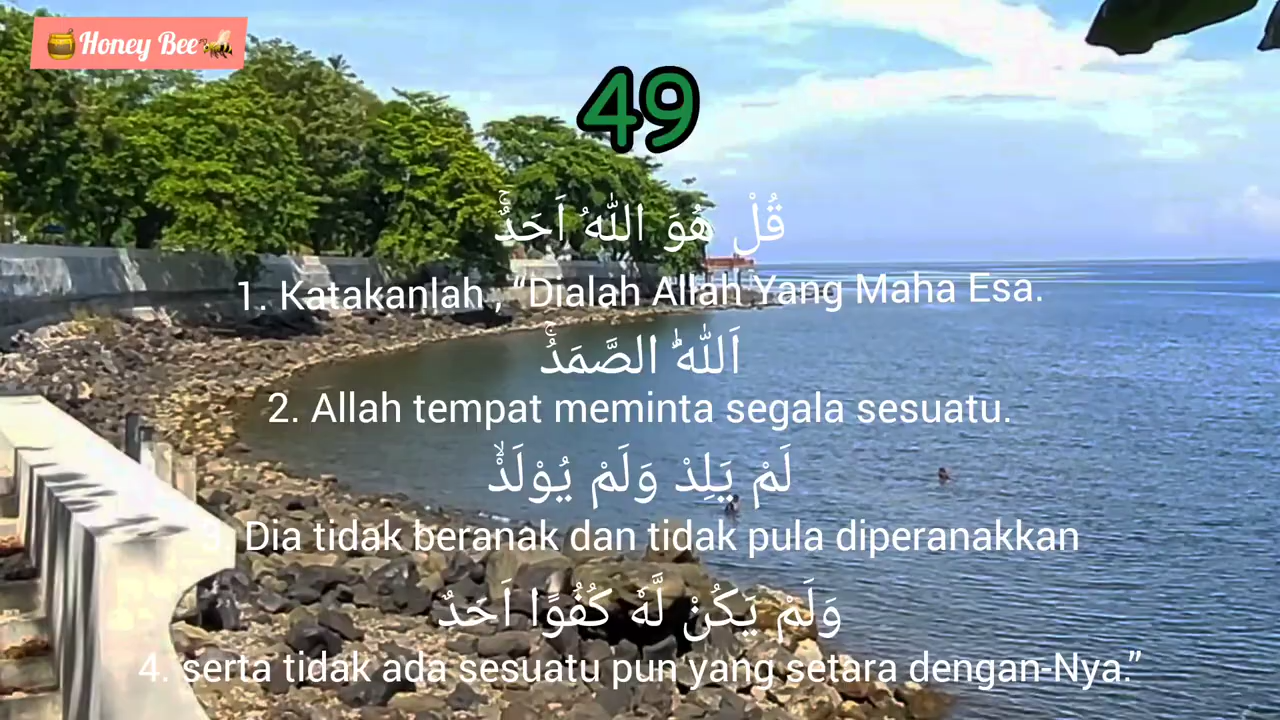 Honey Bee
49
قُلْ هُوَ اللّٰهُ اَحَدٌۚ
1. Katakanlah , “Dialah Allah Yang Maha Esa.
اَللّٰهُ الصَّمَدُۚ
2. Allah tempat meminta segala sesuatu.
لَمْ يَلِدْ وَلَمْ يُوْلَدْۙ
3. Dia tidak beranak dan tidak pula diperanakkan
وَلَمْ يَكُنْ لَّهٗ كُفُوًا اَحَدٌ
4. serta tidak ada sesuatu pun yang setara dengan-Nya.”